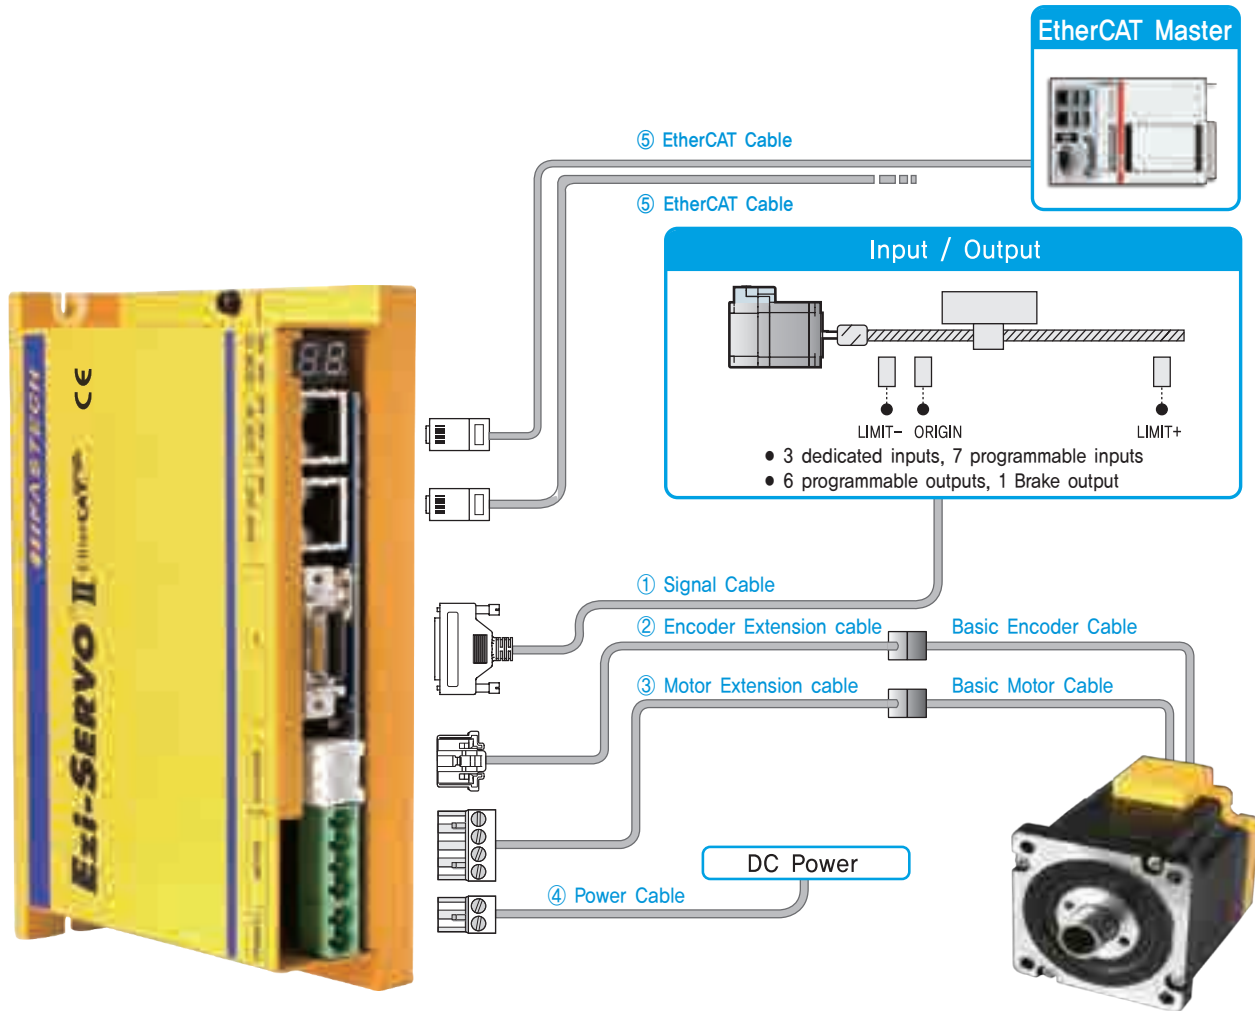 EtherCAT Master
⑤ EtherCAT Cable
⑤ EtherCAT Cable
Input / Output
LIMIT- ORIGIN LIMIT+
● 3 dedicated inputs, 7 programmable inputs
● 6 programmable outputs, 1 Brake output
① Signal Cable
② Encoder Extension cable Basic Encoder Cable
③ Motor Extension cable Basic Motor Cable
DC Power
④ Power Cable
FASTECH
Ezi-SERVO II EtherCAT
CE
88